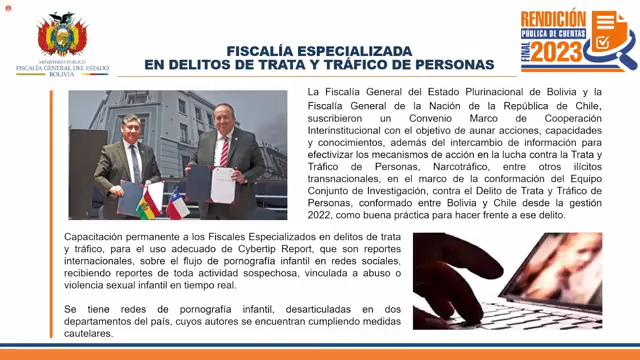 MINISTERIO PÚBLICO
FISCALÍA GENERAL DEL ESTADO
BOLIVIA
RENDICIÓN
PÚBLICA DE CUENTAS
FINAL 2023
FISCALÍA ESPECIALIZADA
EN DELITOS DE TRATA Y TRÁFICO DE PERSONAS
La Fiscalía General del Estado Plurinacional de Bolivia y la
Fiscalía General de la Nación de la República de Chile,
suscribieron un Convenio Marco de Cooperación
Interinstitucional con el objetivo de aunar acciones, capacidades
y conocimientos, además del intercambio de información para
efectivizar los mecanismos de acción en la lucha contra la Trata y
Tráfico de Personas, Narcotráfico, entre otros ilícitos
transnacionales, en el marco de la conformación del Equipo
Conjunto de Investigación, contra el Delito de Trata y Tráfico de
Personas, conformado entre Bolivia y Chile desde la gestión
2022, como buena práctica para hacer frente a ese delito.
Capacitación permanente a los Fiscales Especializados en delitos de trata
y tráfico, para el uso adecuado de Cybertip Report, que son reportes
internacionales, sobre el flujo de pornografía infantil en redes sociales,
recibiendo reportes de toda actividad sospechosa, vinculada a abuso o
violencia sexual infantil en tiempo real.
Se tiene redes de pornografía infantil, desarticuladas en dos
departamentos del país, cuyos autores se encuentran cumpliendo medidas
cautelares.